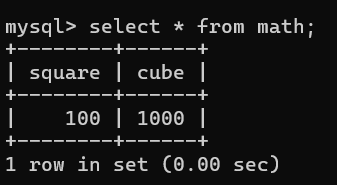 mysql> select * from math;
+--------+------+
| square | cube |
+--------+------+
|    100 | 1000 |
+--------+------+
1 row in set (0.00 sec)